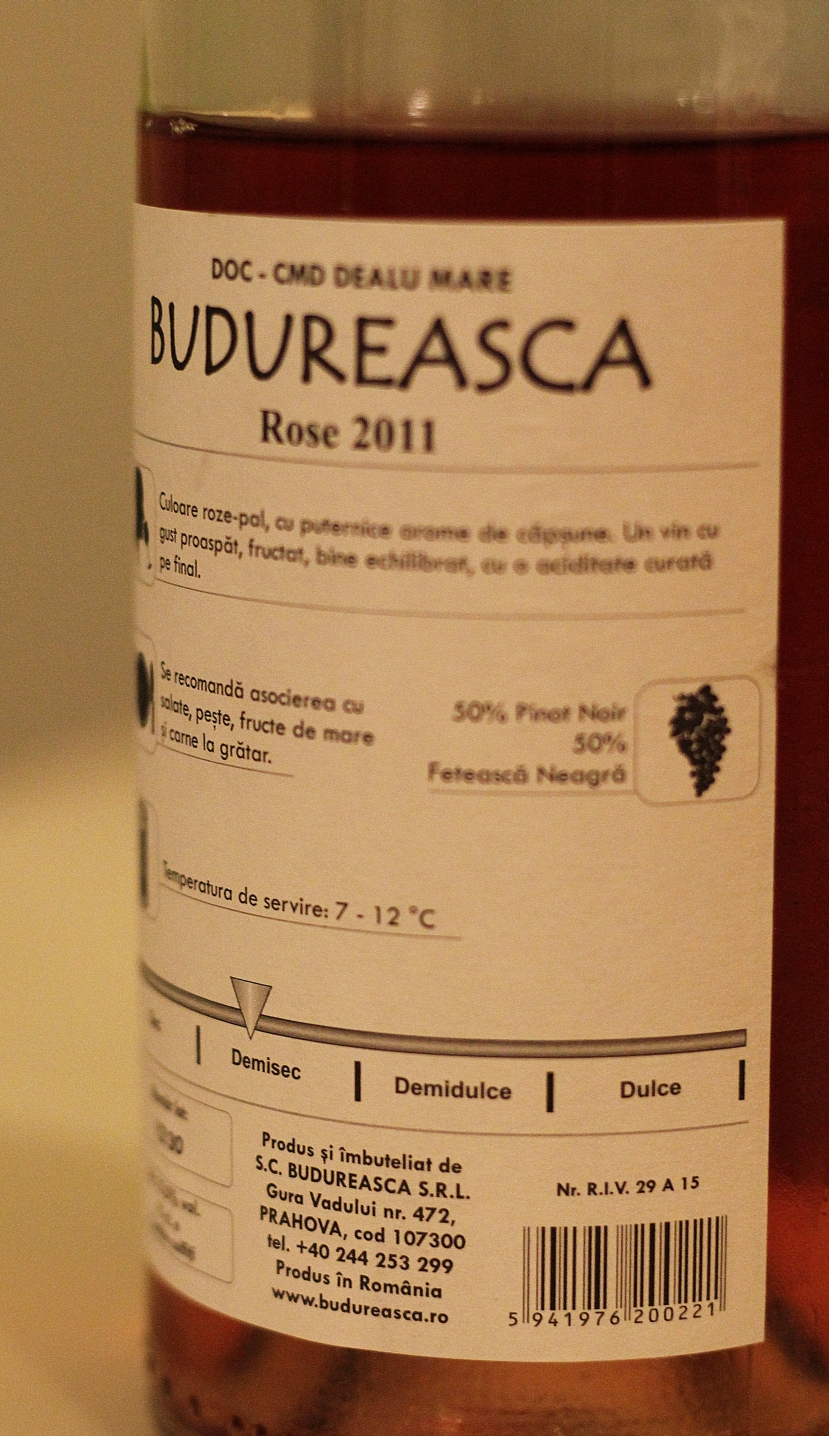 DOC - CMD DEALU MARE
BUDUREASCA
Rose 2011
Culoare roze-pal, cu puternice arome de căpșune. Un vin cu
gust proaspăt, fructat, bine echilibrat, cu o aciditate curată
pe final.
Se recomandă asocierea cu
salate, pește, fructe de mare
și carne la grătar.
50% Pinot Noir
50%
Fetească Neagră
Temperatura de servire: 7 - 12 °C
Demisec
Demidulce
Dulce
Produs și îmbuteliat de
S.C. BUDUREASCA S.R.L.
Gura Vadului nr. 472,
PRAHOVA, cod 107300
tel. +40 244 253 299
Produs în România
www.budureasca.ro
Nr. R.I.V. 29 A 15
5 941976 200221